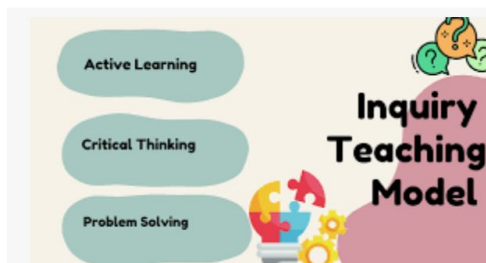 Active Learning
Critical Thinking
Problem Solving
Inquiry
Teaching
Model